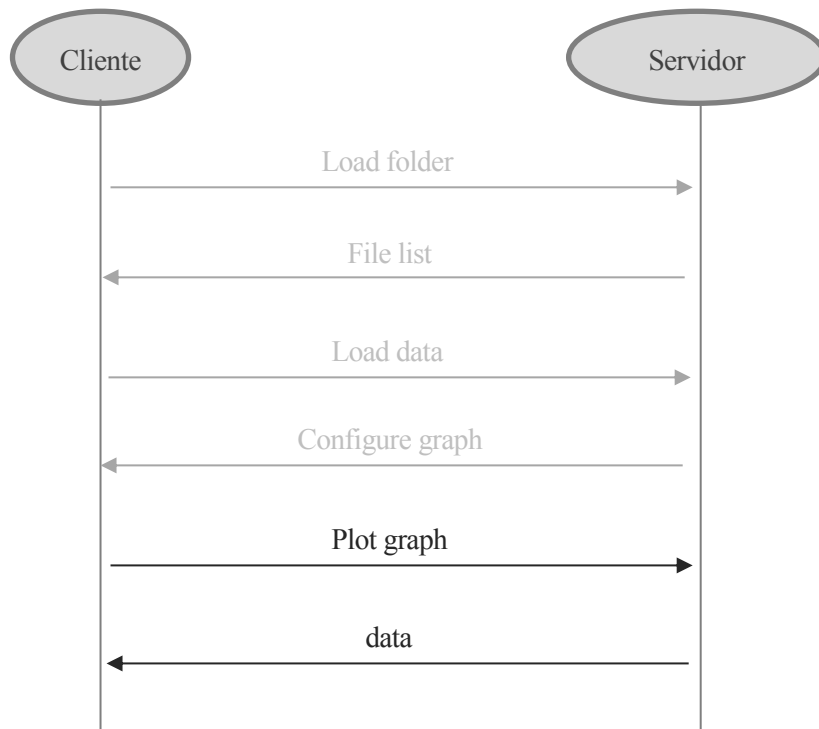 Cliente
Servidor
Load folder
File list
Load data
Configure graph
Plot graph
data